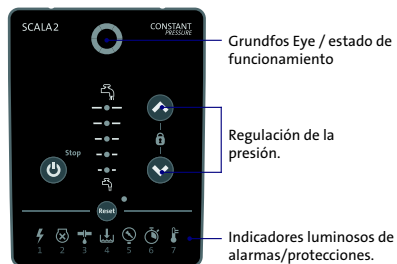 SCALA2
CONSTANT
PRESSURE
Grundfos Eye / estado de
funcionamiento
Regulación de la
presión.
Stop
Reset
Indicadores luminosos de
alarmas/protecciones.
1 2 3 4 5 6 7